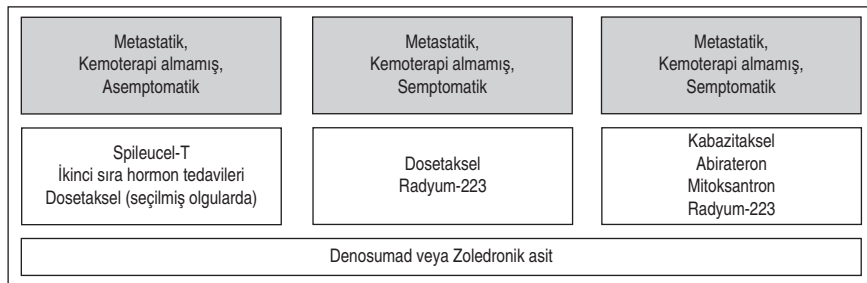 Metastatik,
Kemoterapi almamış,
Asemptomatik
Metastatik,
Kemoterapi almamış,
Semptomatik
Metastatik,
Kemoterapi almamış,
Semptomatik
Spileucel-T
İkinci sıra hormon tedavileri
Dosetaksel (seçilmiş olgularda)
Dosetaksel
Radyum-223
Kabazitaksel
Abirateron
Mitoksantron
Radyum-223
Denosumad veya Zoledronik asit